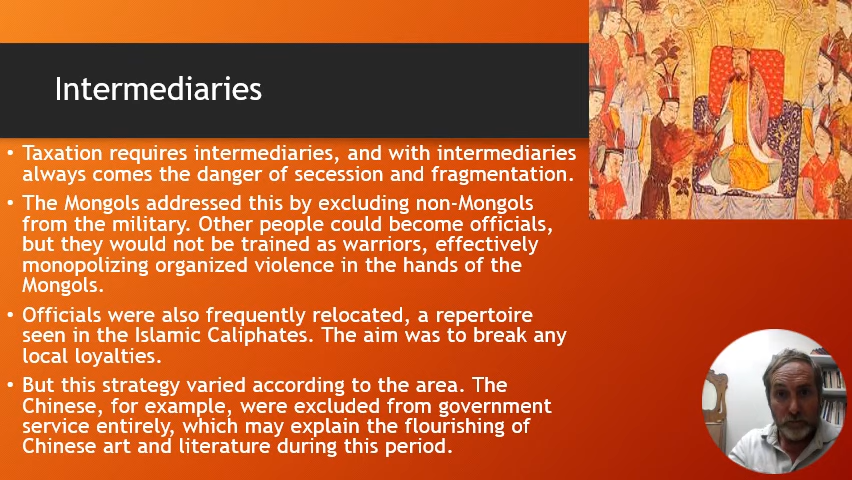 Intermediaries
• Taxation requires intermediaries, and with intermediaries
always comes the danger of secession and fragmentation.
• The Mongols addressed this by excluding non-Mongols
from the military. Other people could become officials,
but they would not be trained as warriors, effectively
monopolizing organized violence in the hands of the
Mongols.
• Officials were also frequently relocated, a repertoire
seen in the Islamic Caliphates. The aim was to break any
local loyalties.
• But this strategy varied according to the area. The
Chinese, for example, were excluded from government
service entirely, which may explain the flourishing of
Chinese art and literature during this period.